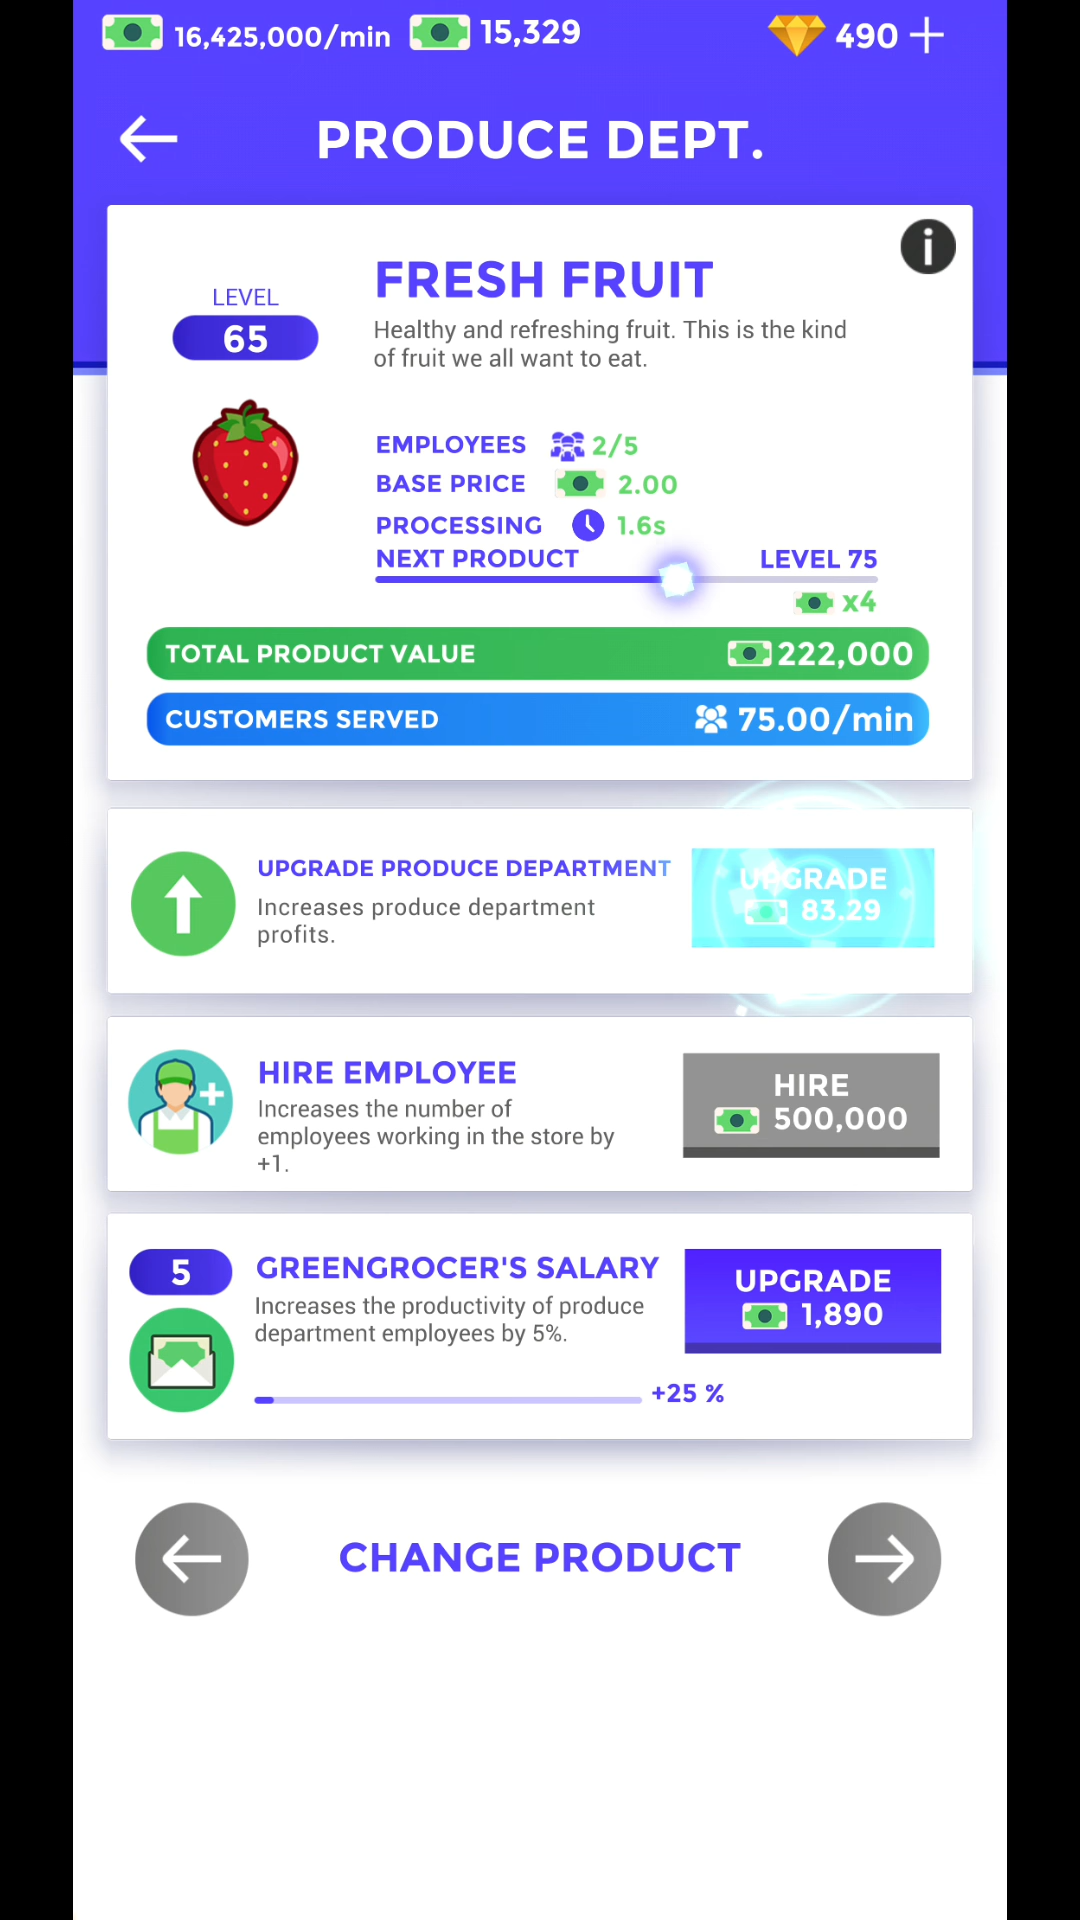 16,425,000/min 15,329 490 +
PRODUCE DEPT.
i
FRESH FRUIT
LEVEL
65
Healthy and refreshing fruit. This is the kind
of fruit we all want to eat.
EMPLOYEES 2/5
BASE PRICE 2.00
PROCESSING 1.6s
NEXT PRODUCT LEVEL 75
x4
TOTAL PRODUCT VALUE 222,000
CUSTOMERS SERVED 75.00/min
UPGRADE PRODUCE DEPARTMENT
Increases produce department
profits.
UPGRADE
83.29
HIRE EMPLOYEE
Increases the number of
employees working in the store by
+1.
HIRE
500,000
5
GREENGROCER'S SALARY
Increases the productivity of produce
department employees by 5%.
+25 %
UPGRADE
1,890
CHANGE PRODUCT